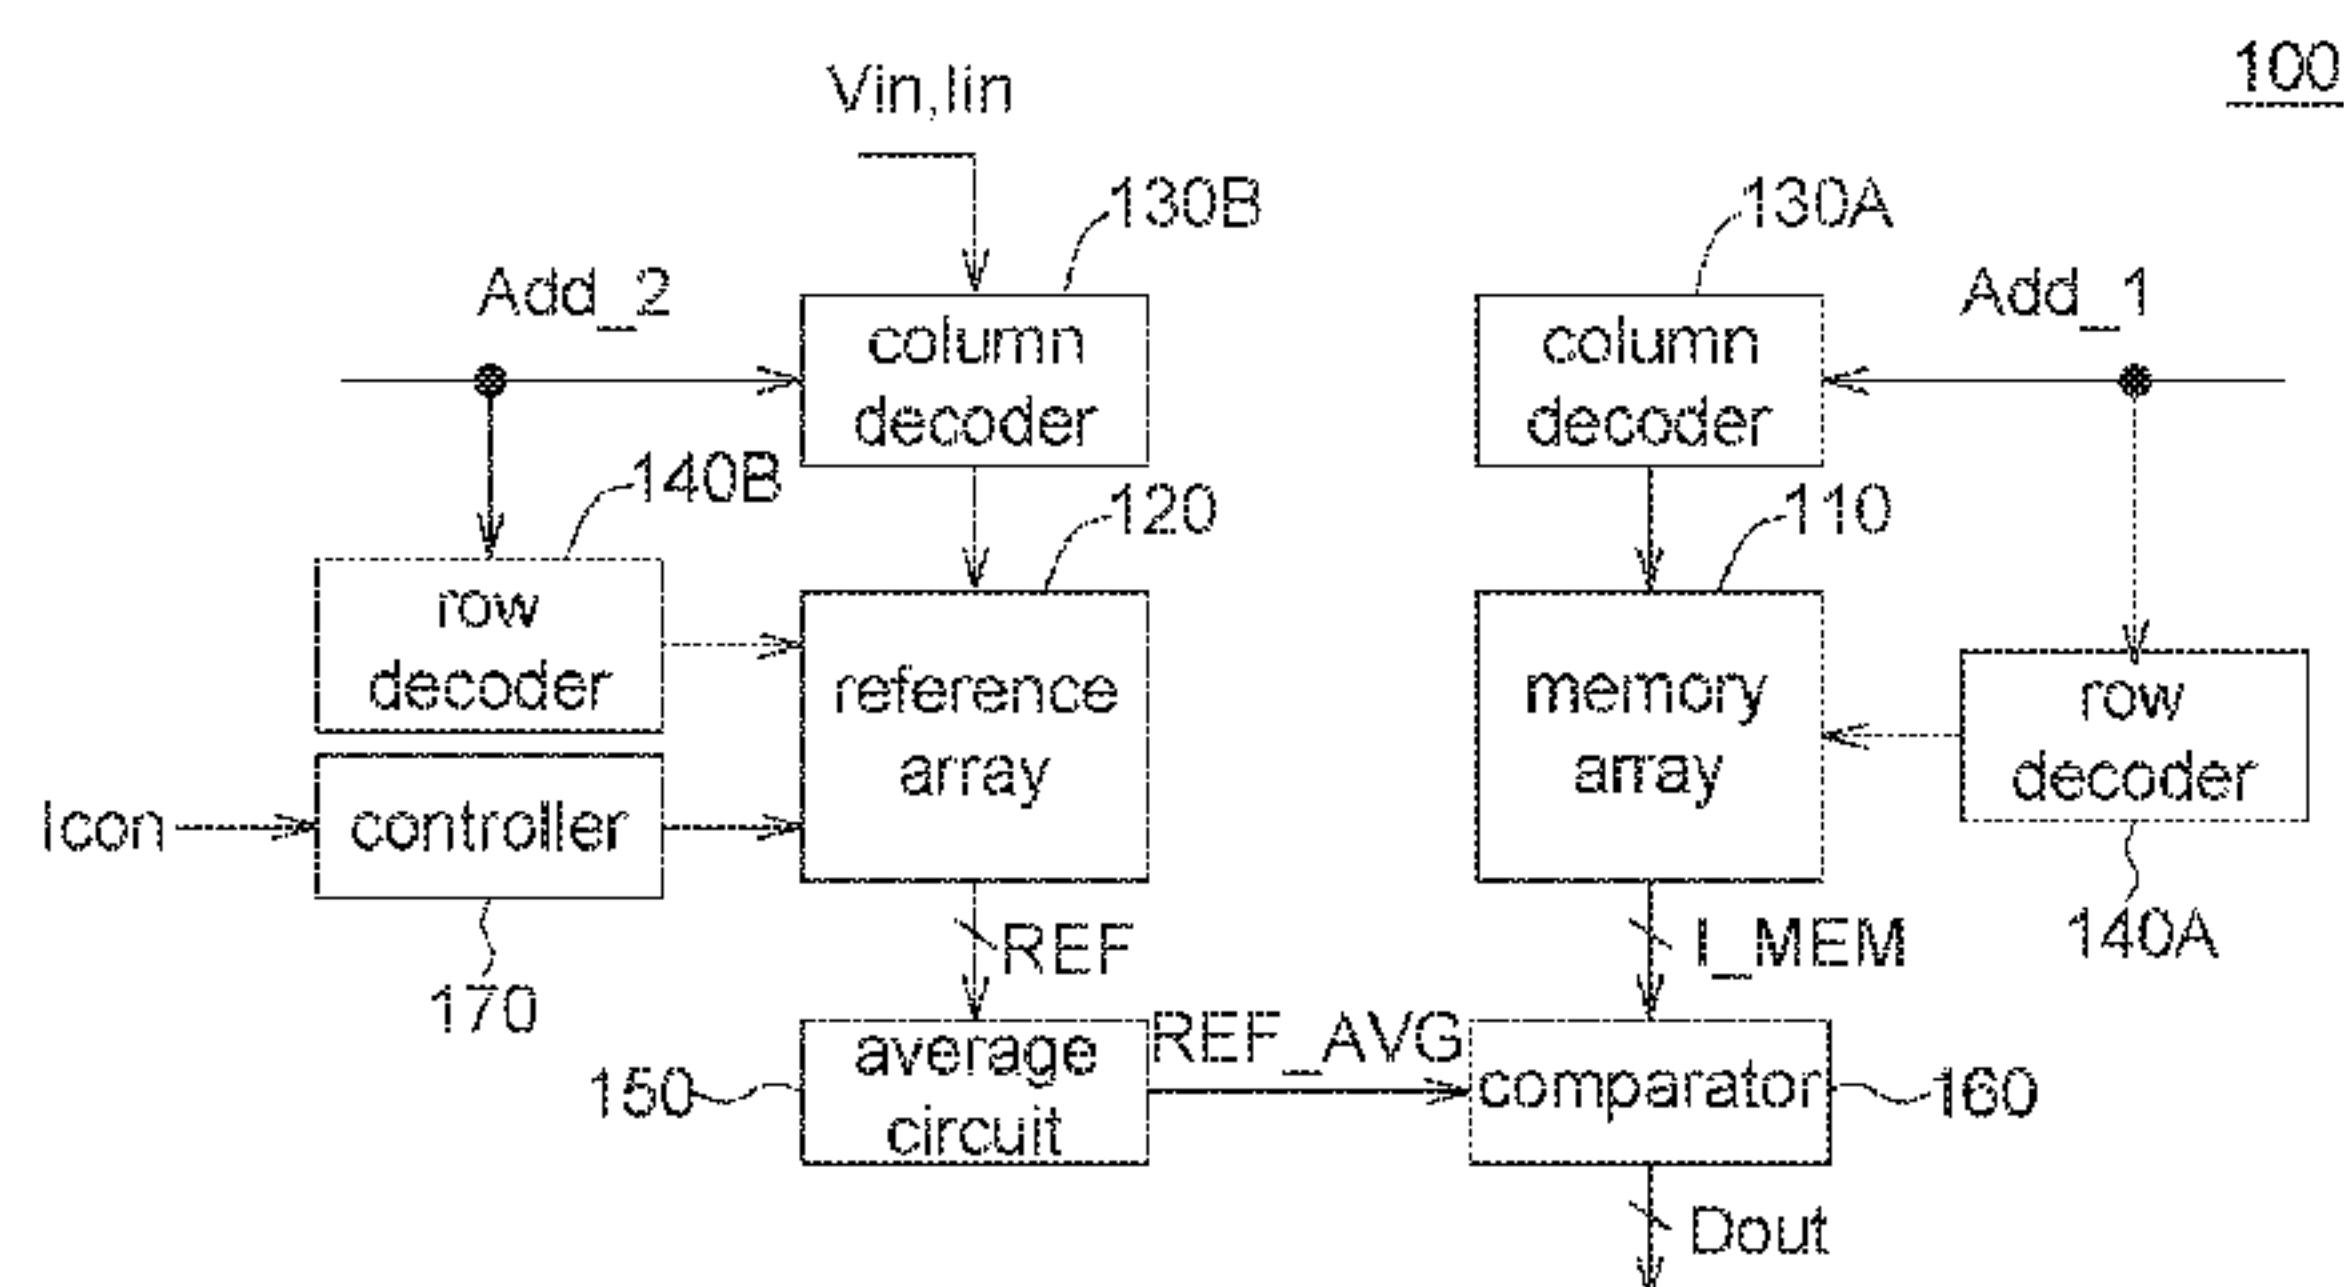 100
Vin,Iin
130B
130A
Add_2
Add_1
column
decoder
column
decoder
140B
120
110
row
decoder
reference
array
memory
array
row
decoder
Icon
controller
140A
REF
I_MEM
170
average
circuit
REF_AVG
comparator
150
160
Dout